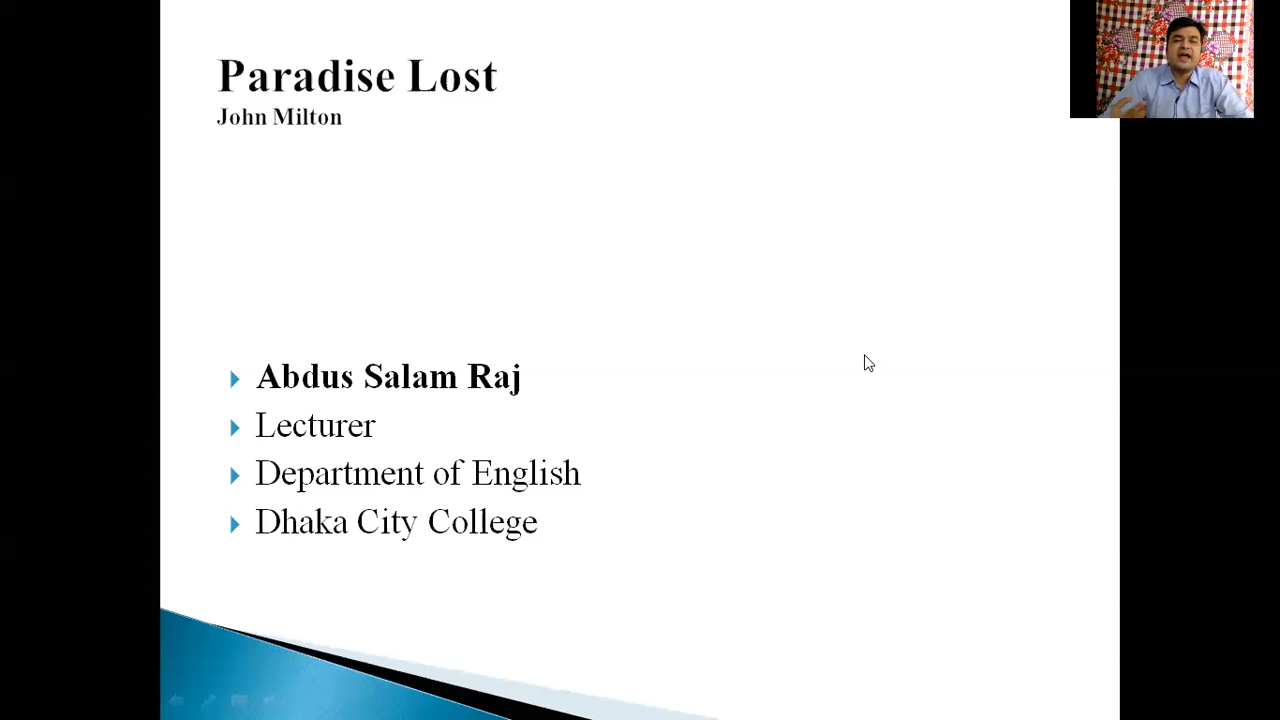 Paradise Lost
John Milton
Abdus Salam Raj
Lecturer
Department of English
Dhaka City College